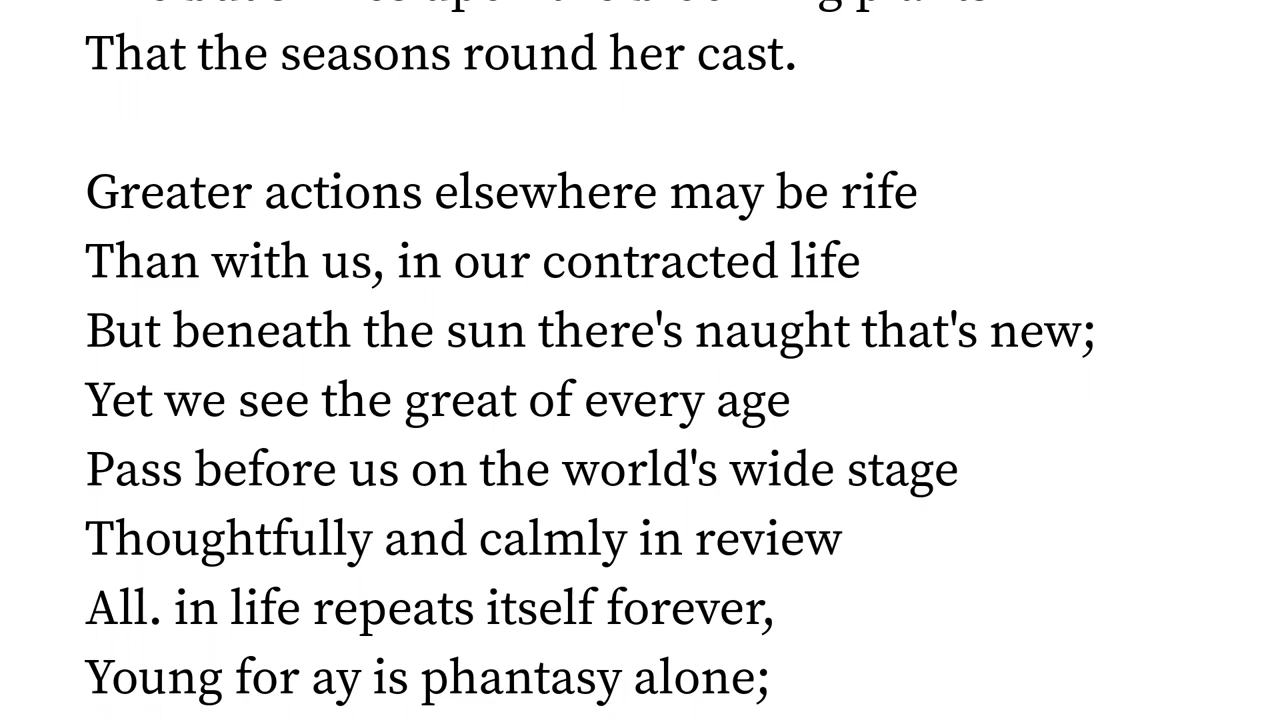 That the seasons round her cast.
Greater actions elsewhere may be rife
Than with us, in our contracted life
But beneath the sun there's naught that's new;
Yet we see the great of every age
Pass before us on the world's wide stage
Thoughtfully and calmly in review
All. in life repeats itself forever,
Young for ay is phantasy alone;